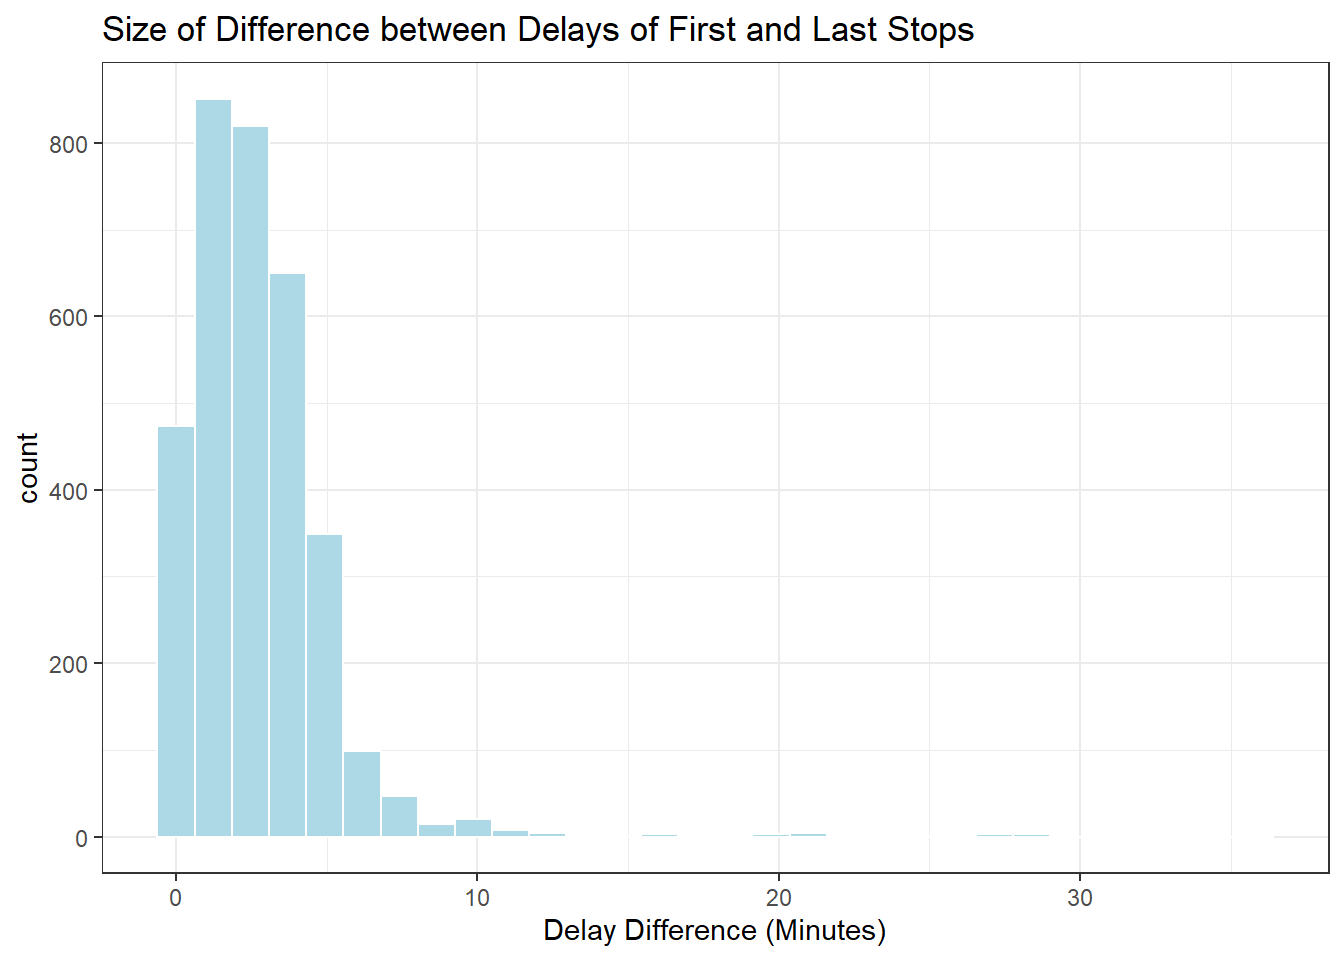 Size of Difference between Delays of First and Last Stops
800
600
400
200
0
count
0 10 20 30
Delay Difference (Minutes)